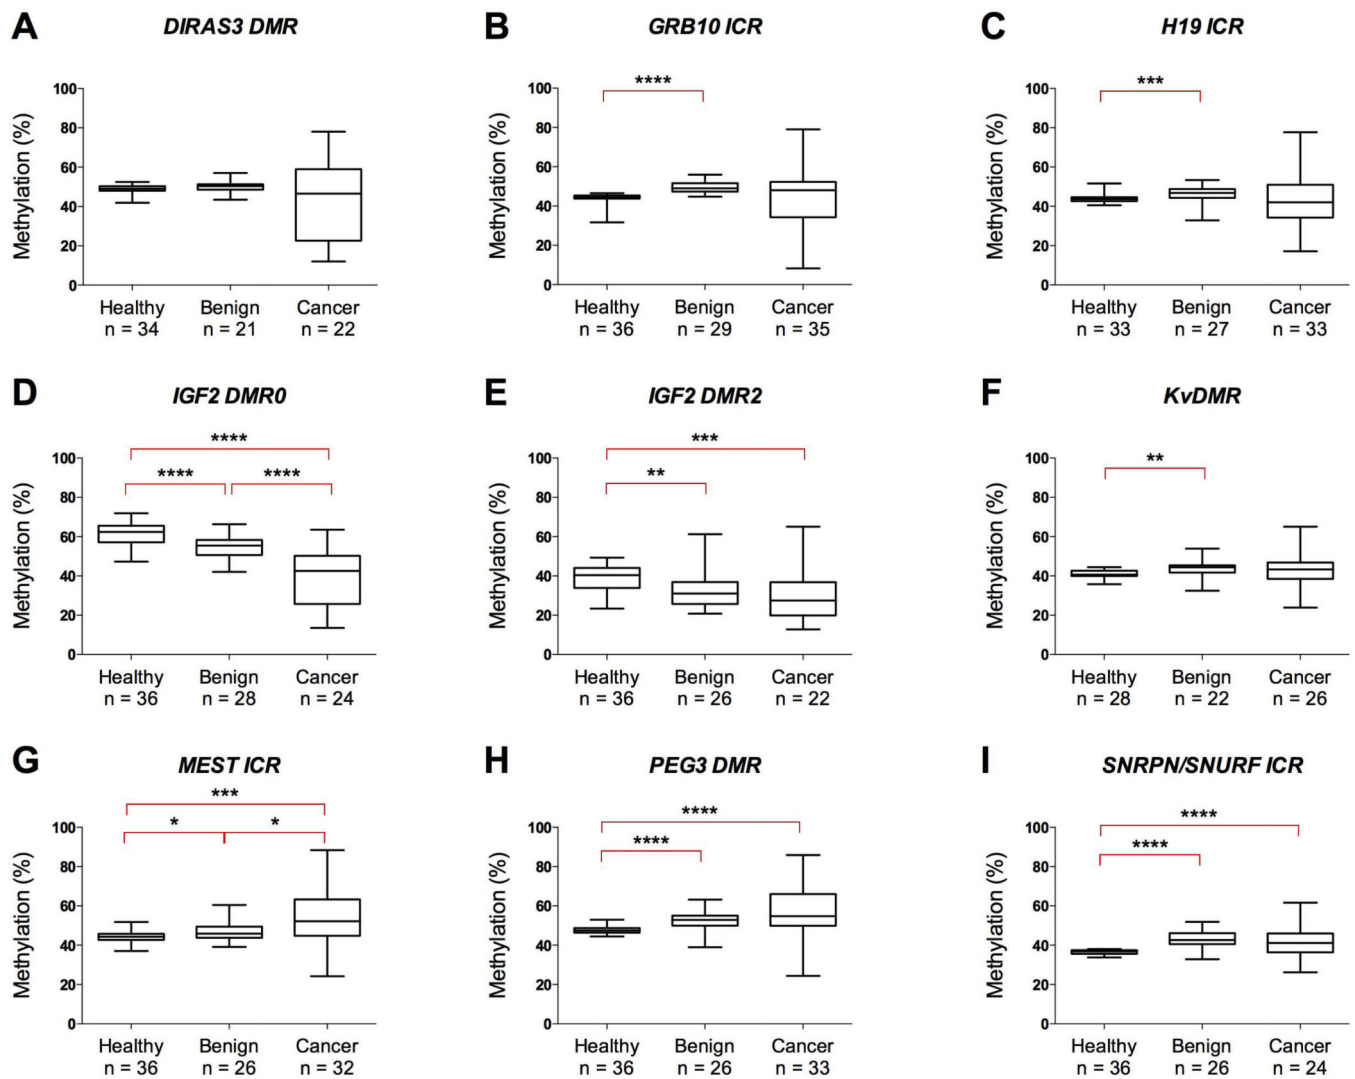 A
DIRAS3 DMR
Methylation (%)
100
80
60
40
20
0
Healthy Benign Cancer
n = 34 n = 21 n = 22
B
GRB10 ICR
****
Methylation (%)
100
80
60
40
20
0
Healthy Benign Cancer
n = 36 n = 29 n = 35
C
H19 ICR
***
Methylation (%)
100
80
60
40
20
0
Healthy Benign Cancer
n = 33 n = 27 n = 33
D
IGF2 DMR0
****
**** ****
Methylation (%)
100
80
60
40
20
0
Healthy Benign Cancer
n = 36 n = 28 n = 24
E
IGF2 DMR2
***
**
Methylation (%)
100
80
60
40
20
0
Healthy Benign Cancer
n = 36 n = 26 n = 22
F
KvDMR
**
Methylation (%)
100
80
60
40
20
0
Healthy Benign Cancer
n = 28 n = 22 n = 26
G
MEST ICR
***
* *
Methylation (%)
100
80
60
40
20
0
Healthy Benign Cancer
n = 36 n = 26 n = 32
H
PEG3 DMR
****
****
Methylation (%)
100
80
60
40
20
0
Healthy Benign Cancer
n = 36 n = 26 n = 33
I
SNRPN/SNURF ICR
****
****
Methylation (%)
100
80
60
40
20
0
Healthy Benign Cancer
n = 36 n = 26 n = 24